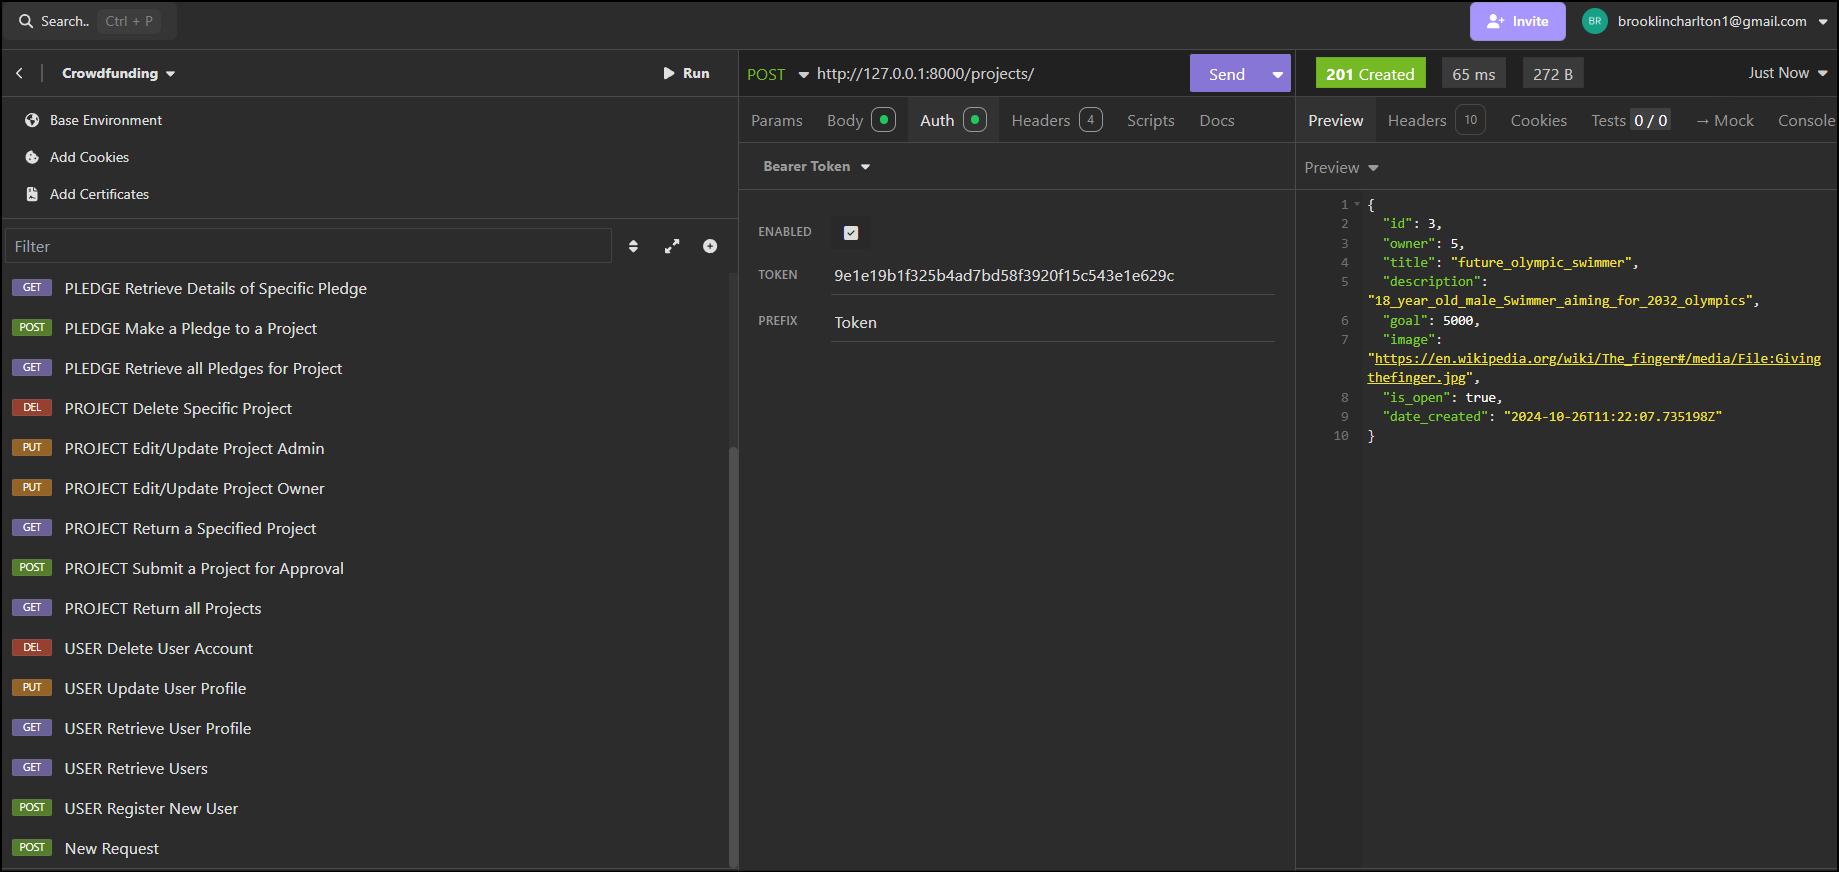 Search.. Ctrl + P
Invite
BR brooklincharlton1@gmail.com
Crowdfunding
Run
Base Environment
Add Cookies
Add Certificates
Filter
GET PLEDGE Retrieve Details of Specific Pledge
POST PLEDGE Make a Pledge to a Project
GET PLEDGE Retrieve all Pledges for Project
DEL PROJECT Delete Specific Project
PUT PROJECT Edit/Update Project Admin
PUT PROJECT Edit/Update Project Owner
GET PROJECT Return a Specified Project
POST PROJECT Submit a Project for Approval
GET PROJECT Return all Projects
DEL USER Delete User Account
PUT USER Update User Profile
GET USER Retrieve User Profile
GET USER Retrieve Users
POST USER Register New User
POST New Request
POST http://127.0.0.1:8000/projects/
Send
Params Body Auth Headers 4 Scripts Docs
Bearer Token
ENABLED
TOKEN 9e1e19b1f325b4ad7bd58f3920f15c543e1e629c
PREFIX Token
201 Created 65 ms 272 B Just Now
Preview Headers 10 Cookies Tests 0 / 0 → Mock Console
Preview
1 {
2 "id": 3,
3 "owner": 5,
4 "title": "future_olympic_swimmer",
5 "description":
"18_year_old_male_Swimmer_aiming_for_2032_olympics",
6 "goal": 5000,
7 "image":
"https://en.wikipedia.org/wiki/The_finger#/media/File:Giving
thefinger.jpg",
8 "is_open": true,
9 "date_created": "2024-10-26T11:22:07.735198Z"
10 }